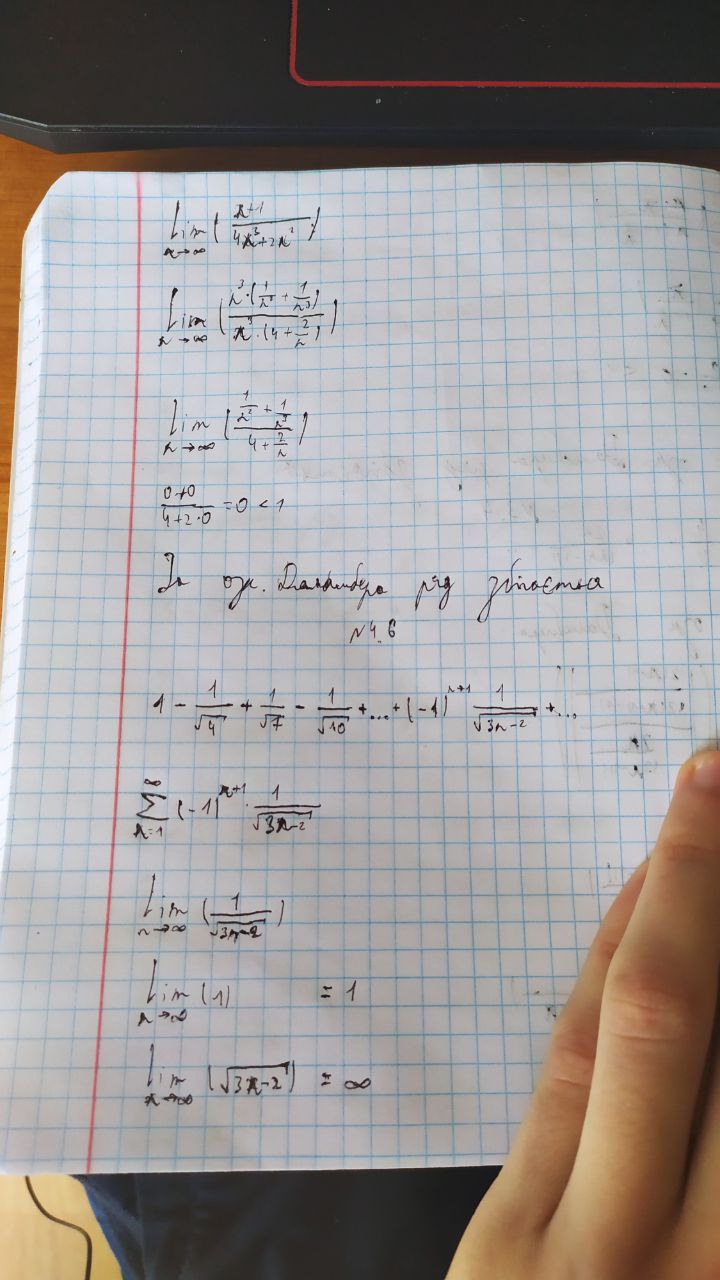 lim n→∞ ( (n+1)/(4n³+2n²) )
lim n→∞ ( (n³·(1/n² + 1/n³))/(n³·(4 + 2/n)) )
lim n→∞ ( (1/n² + 1/n³)/(4 + 2/n) )
(0+0)/(4+2·0) = 0 < 1
За озн. Даламбера ряд збігається
№4.6
1 - 1/√4 + 1/√7 - 1/√10 + ... + (-1)ⁿ⁺¹ 1/√(3n-2) + ...
∑ n=1 (-1)ⁿ⁺¹ · 1/√(3n-2)
lim n→∞ ( 1/√(3n-2) )
lim n→∞ (1) = 1
lim n→∞ (√(3n-2)) = ∞